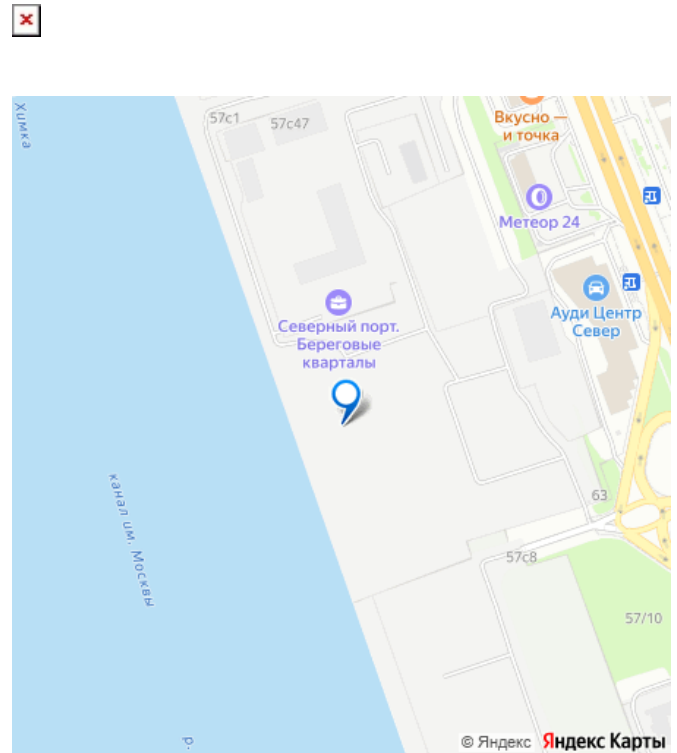 Химка
57с1
57с47
Вкусно —
и точка
Метеор 24
Северный порт.
Береговые
кварталы
Ауди Центр
Север
канал им. Москвы
63
57с8
57/10
р.
© Яндекс Яндекс Карты